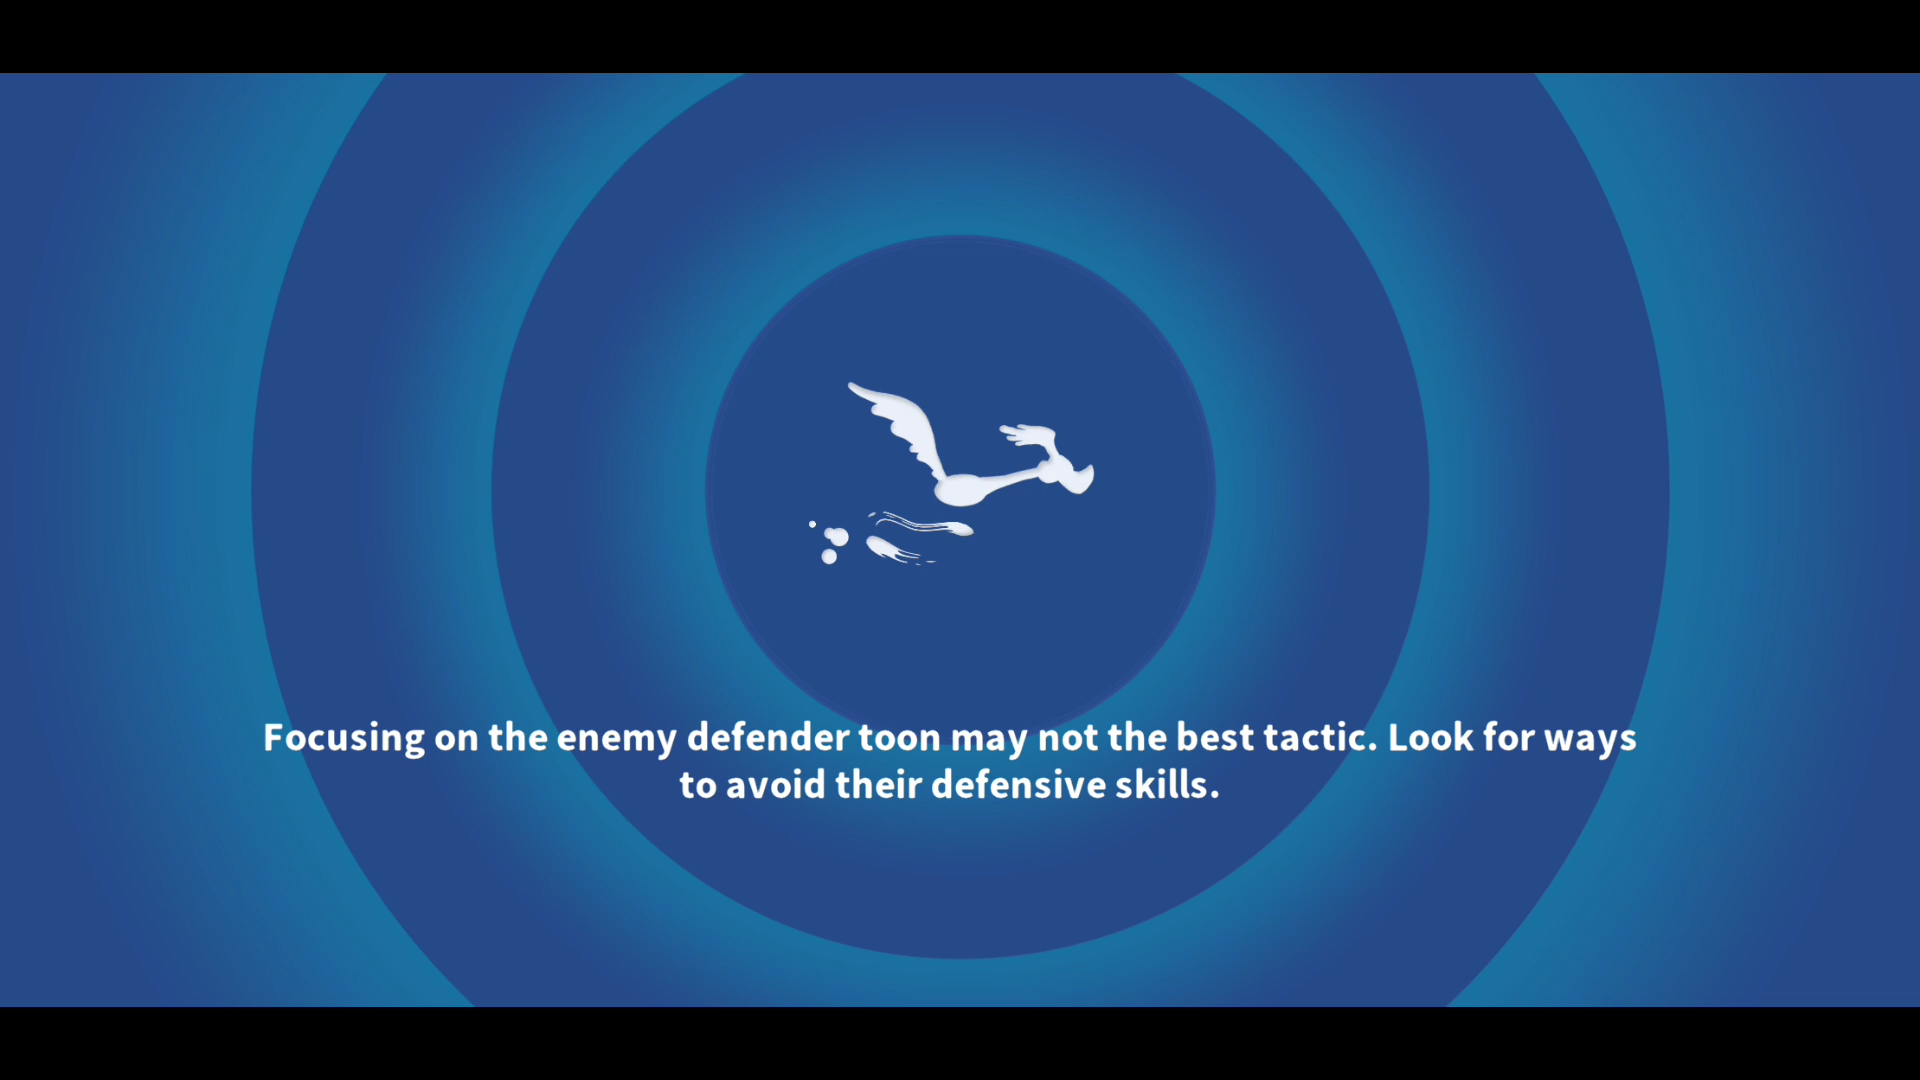 Focusing on the enemy defender toon may not the best tactic. Look for ways
to avoid their defensive skills.